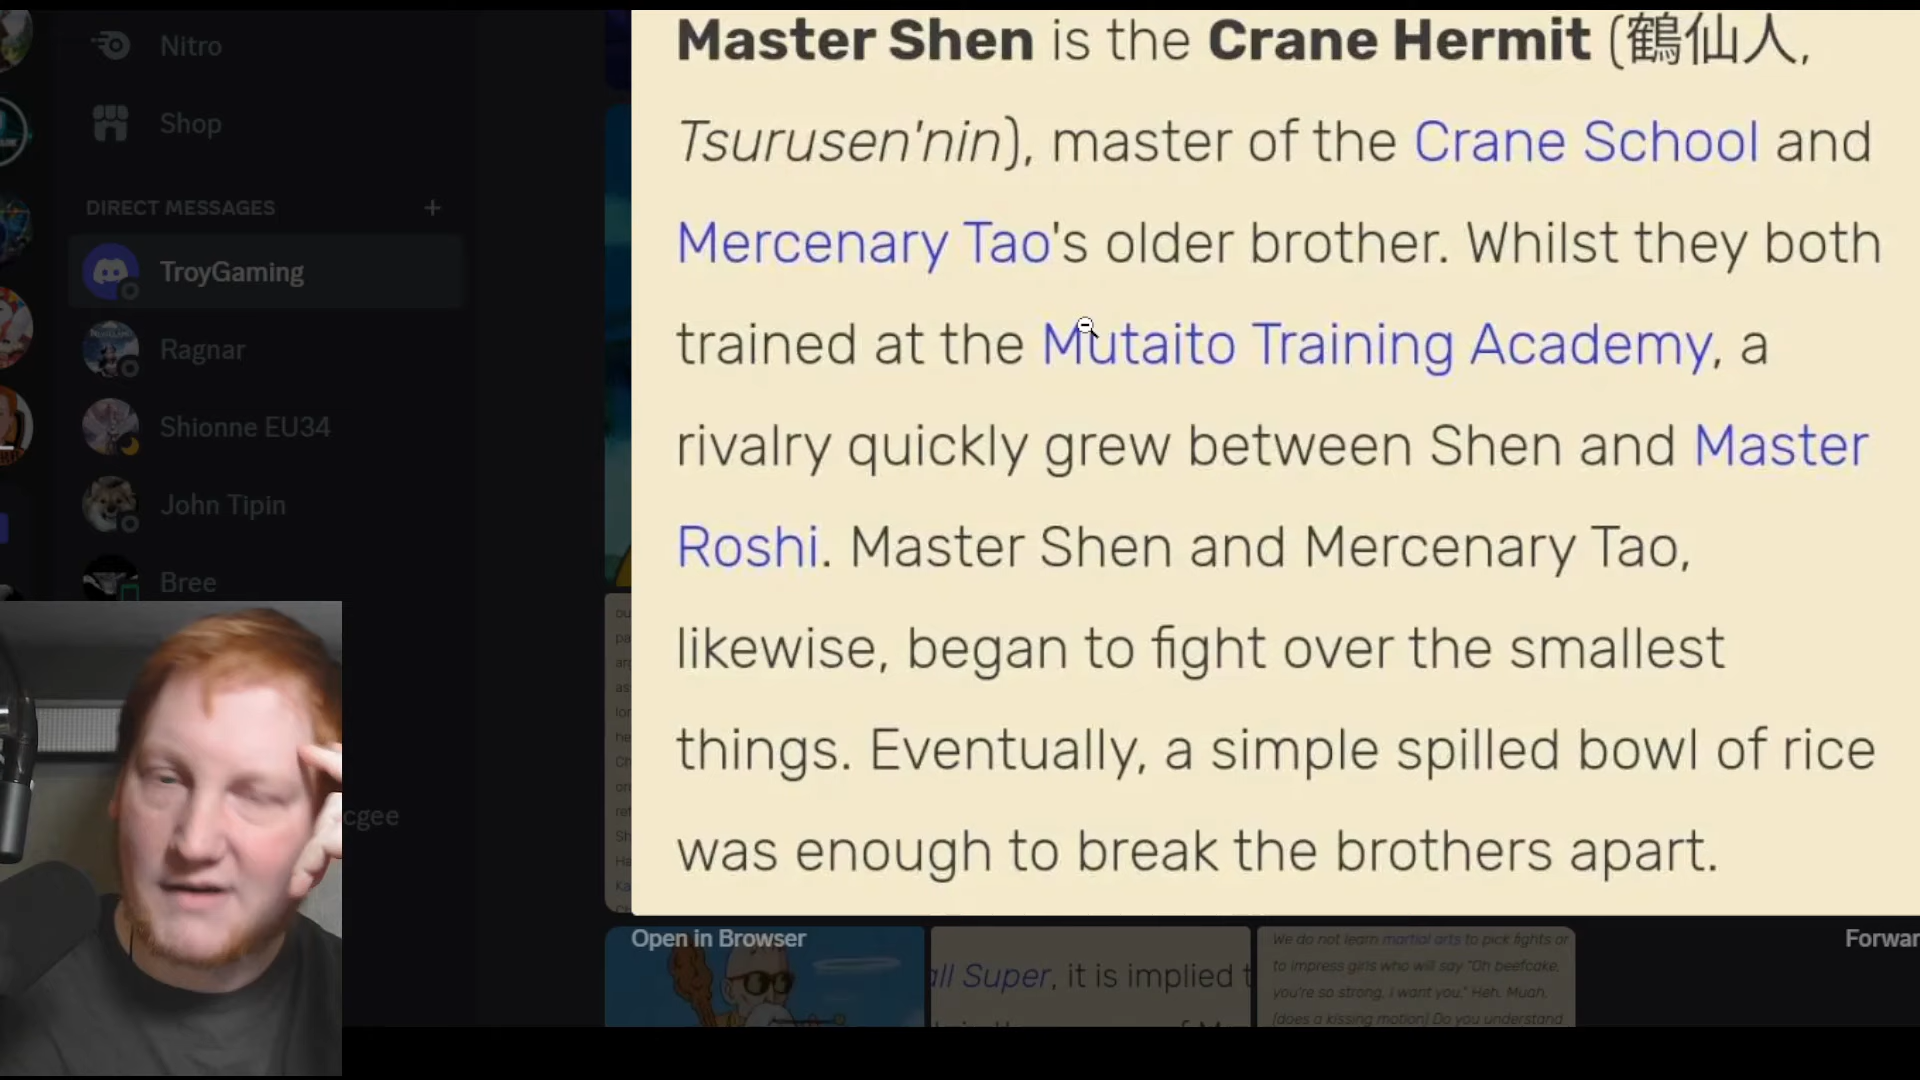 Nitro
Shop
DIRECT MESSAGES
TroyGaming
Ragnar
Shionne EU34
John Tipin
Bree
cgee
Master Shen is the Crane Hermit (鶴仙人,
Tsurusen'nin), master of the Crane School and
Mercenary Tao's older brother. Whilst they both
trained at the Mutaito Training Academy, a
rivalry quickly grew between Shen and Master
Roshi. Master Shen and Mercenary Tao,
likewise, began to fight over the smallest
things. Eventually, a simple spilled bowl of rice
was enough to break the brothers apart.
Open in Browser
Forwar
all Super, it is implied t
We do not learn martial arts to pick fights or
to impress girls who will say "Oh beefcake,
you're so strong, I want you." Heh. Muah,
(does a kissing motion) Do you understand